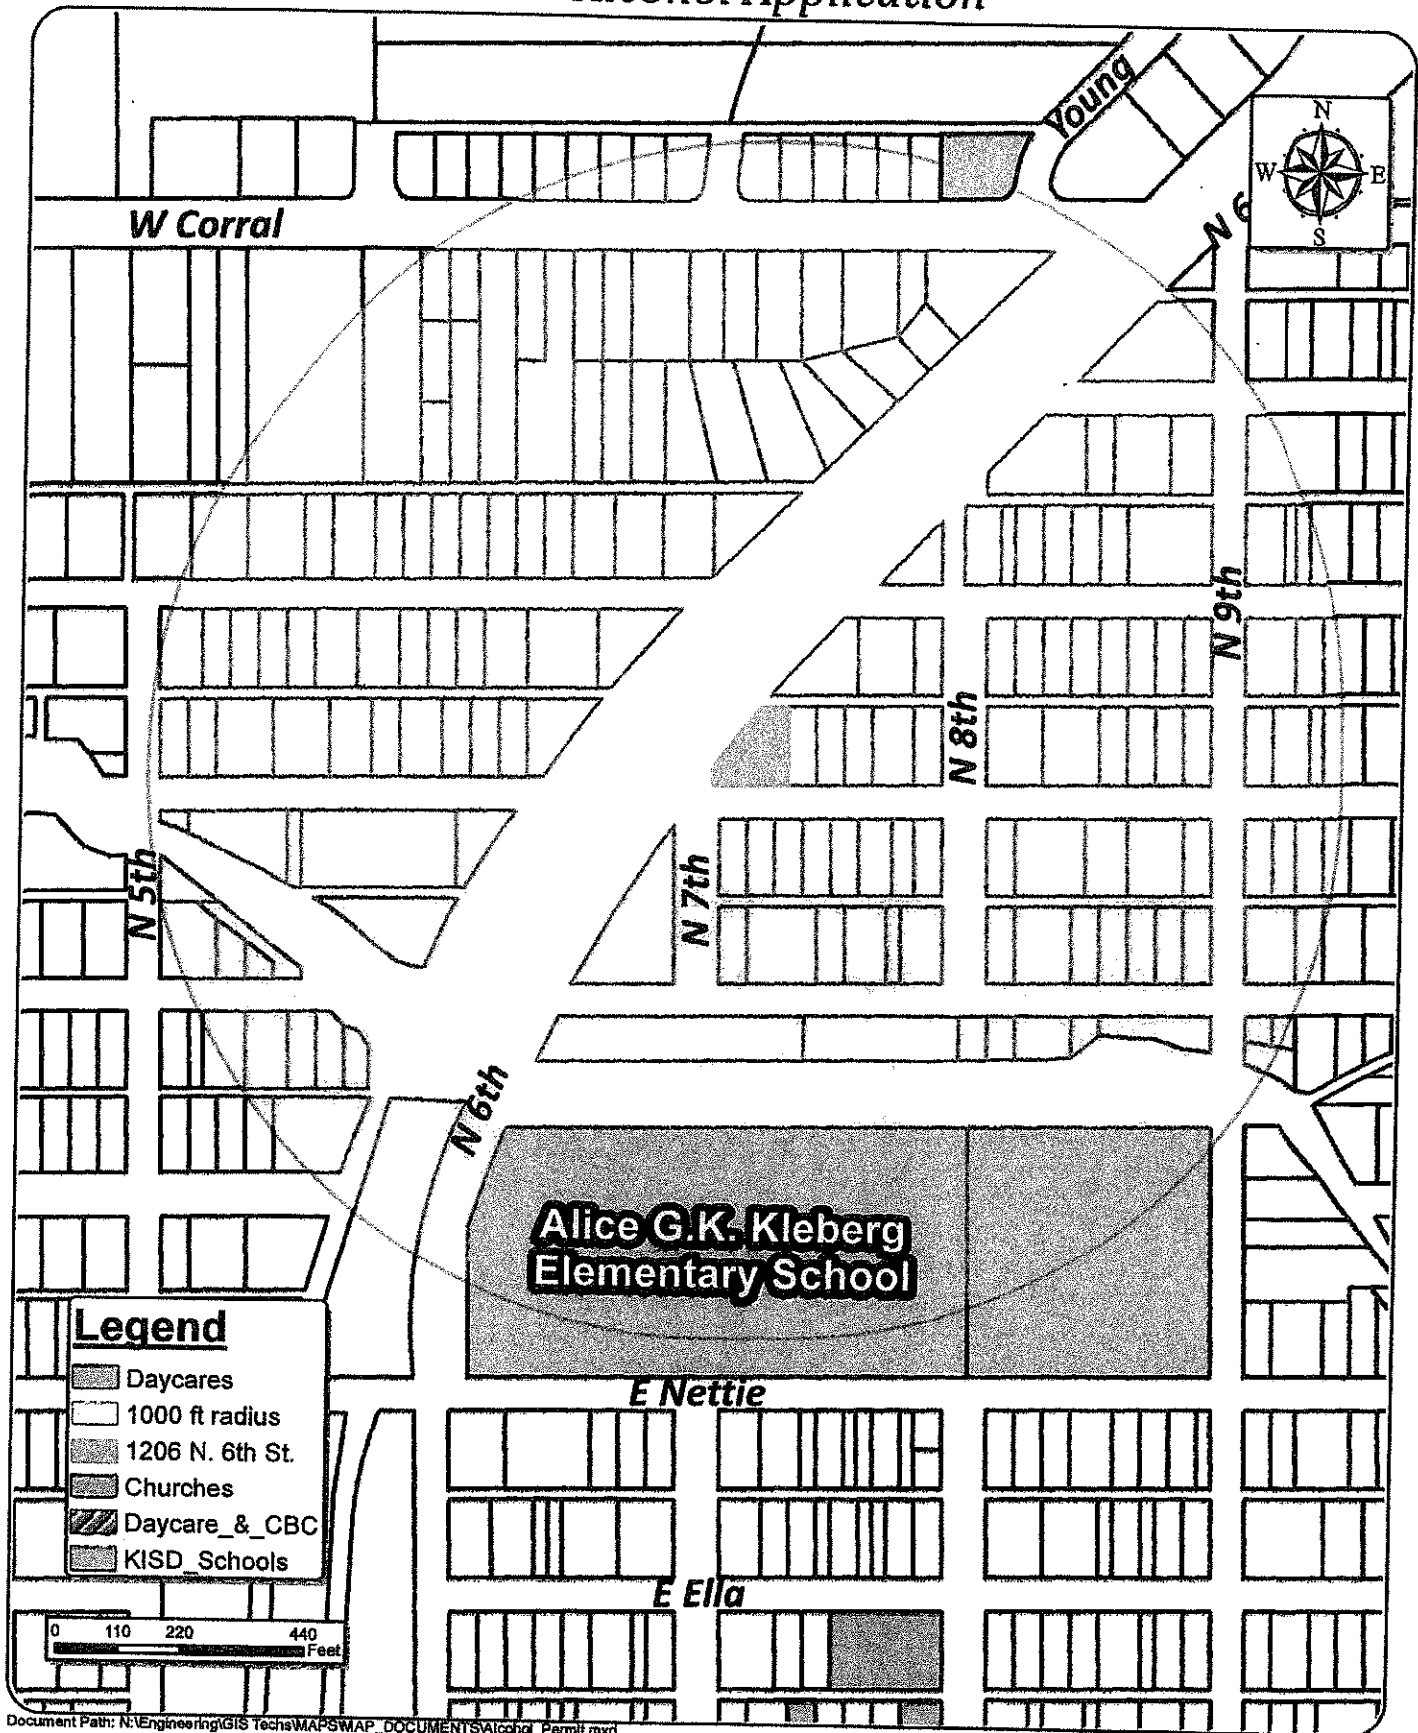 Alcohol Application
Young
N
W E
S
N 6
W Corral
N 9th
N 8th
N 7th
N 5th
N 6th
Alice G.K. Kleberg
Elementary School
Legend
Daycares
1000 ft radius
1206 N. 6th St.
Churches
Daycare_&_CBC
KISD_Schools
E Nettie
E Ella
0 110 220 440
Feet
Document Path: N:\Engineering\GIS Techs\MAPS\MAP_DOCUMENTS\Alcohol_Permit.mxd